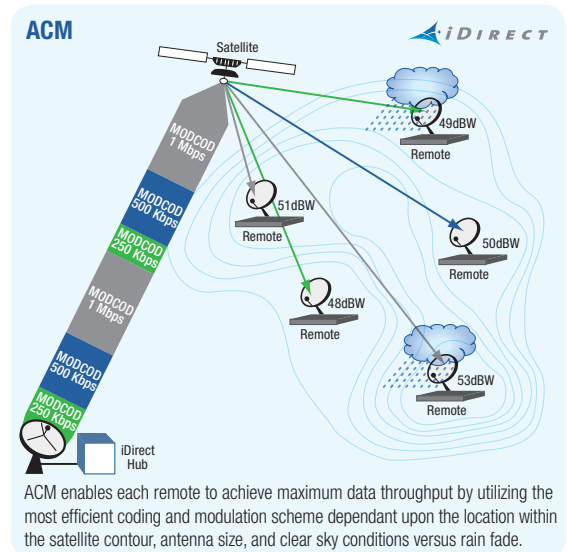 ACM
iDIRECT
Satellite
49dBW
Remote
MODCOD
1 Mbps
MODCOD
500 Kbps
MODCOD
250 Kbps
MODCOD
1 Mbps
MODCOD
500 Kbps
MODCOD
250 Kbps
51dBW
Remote
50dBW
Remote
48dBW
Remote
53dBW
Remote
iDirect
Hub
ACM enables each remote to achieve maximum data throughput by utilizing the
most efficient coding and modulation scheme dependant upon the location within
the satellite contour, antenna size, and clear sky conditions versus rain fade.